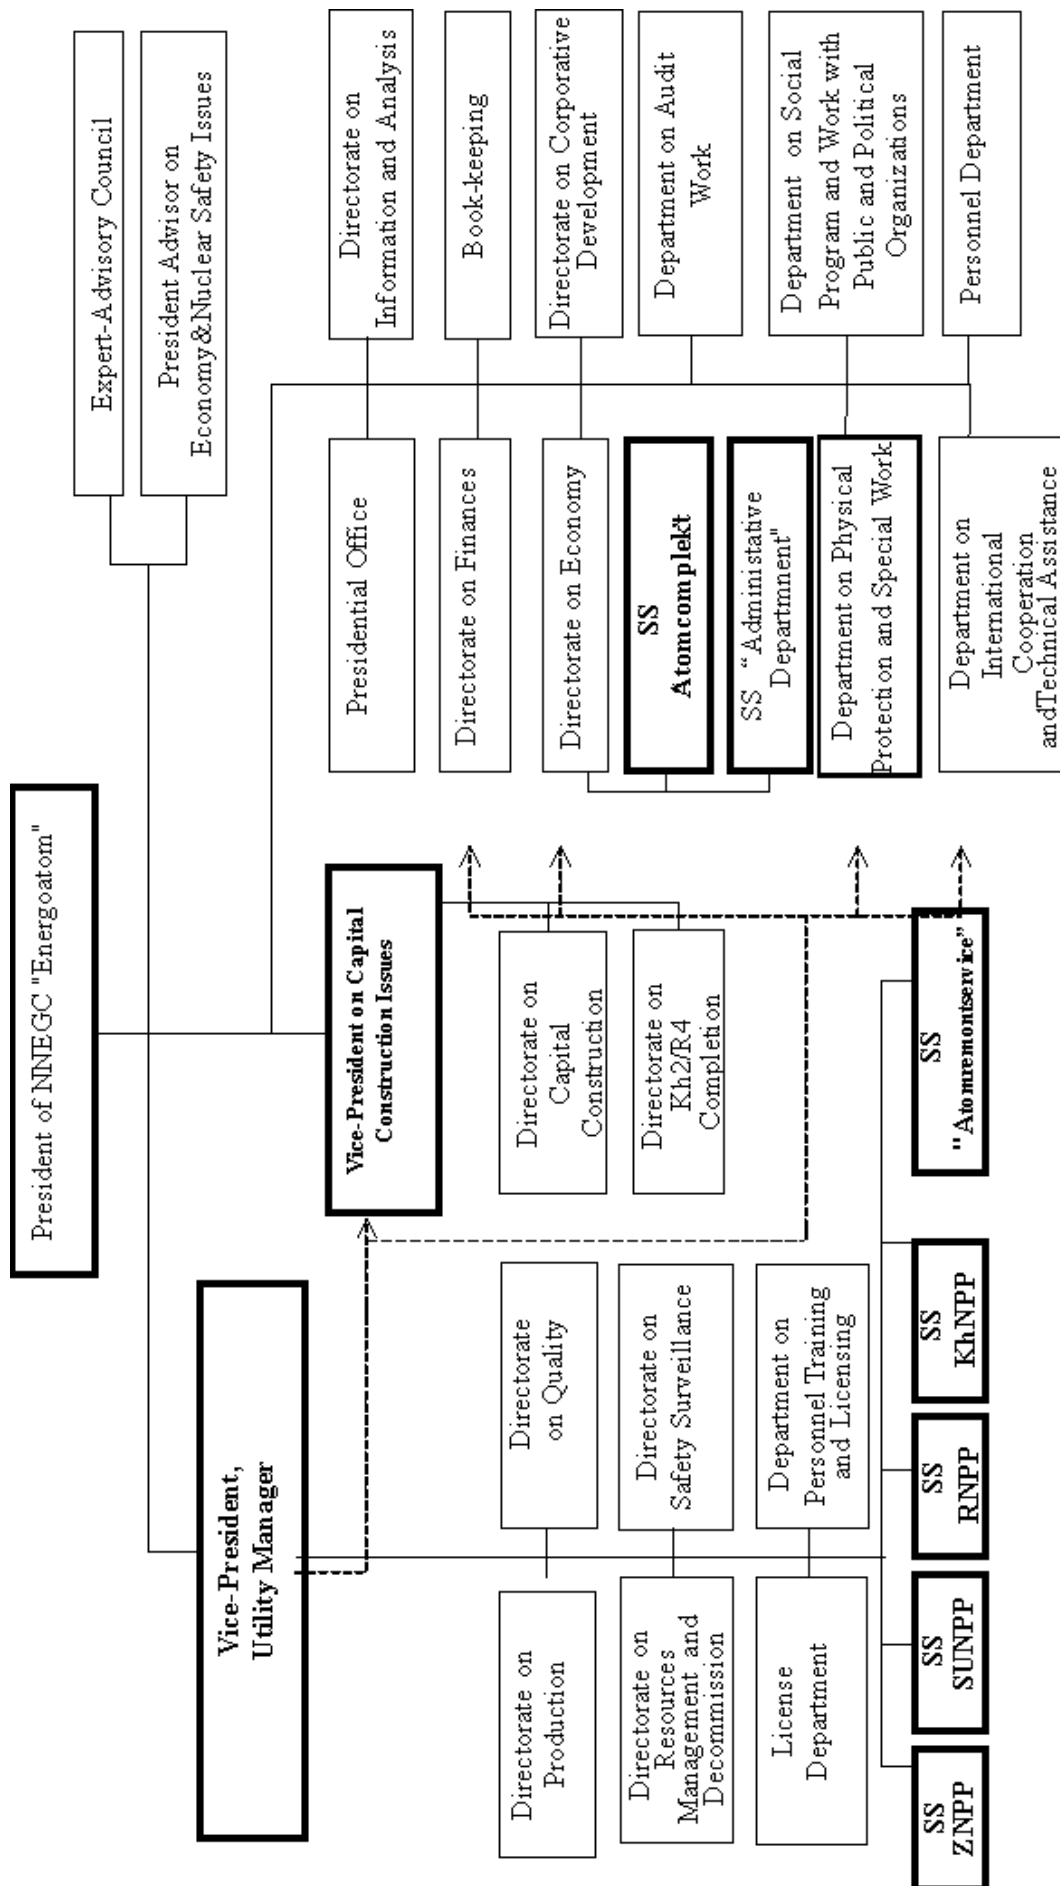 President of NNEGC "Energoatom"
Expert-Advisory Council
President Advisor on
Economy&Nuclear Safety Issues
Vice-President,
Utility Manager
Vice-President on Capital
Construction Issues
Presidential Office
Directorate on
Information and Analysis
Directorate on Finances
Book-keeping
Directorate on Economy
Directorate on Corporative
Development
SS
Atomcomplekt
Department on Audit
Work
SS “Administative
Department"
Department on Physical
Protection and Special Work
Department on Social
Program and Work with
Public and Political
Organizations
Department on
International
Cooperation
andTechnical Assistance
Personnel Department
Directorate on
Production
Directorate
on Quality
Directorate on
Capital
Construction
Directorate on
Resources
Management and
Decommission
Directorate on
Safety Surveillance
Directorate on
Kh2/R4
Completion
License
Department
Department on
Personnel Training
and Licensing
SS
ZNPP
SS
SUNPP
SS
RNPP
SS
KhNPP
SS
"Atomremontservice”